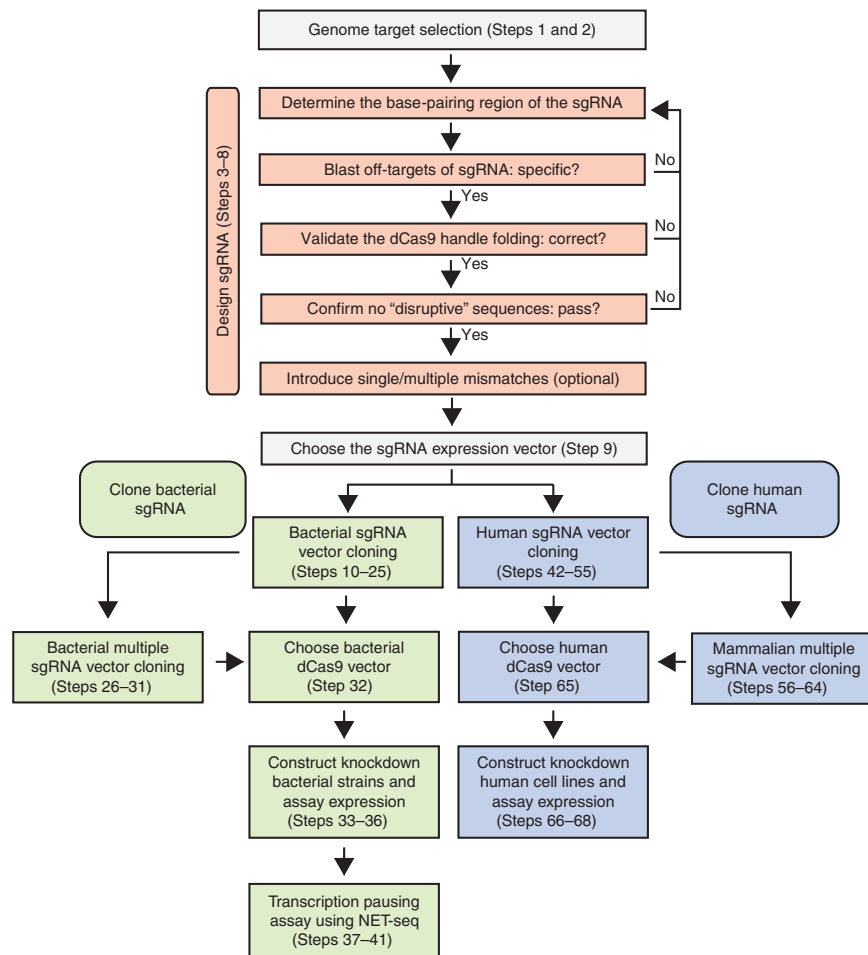 Genome target selection (Steps 1 and 2)
Design sgRNA (Steps 3–8)
Determine the base-pairing region of the sgRNA
Blast off-targets of sgRNA: specific?
No
Yes
Validate the dCas9 handle folding: correct?
No
Yes
Confirm no “disruptive” sequences: pass?
No
Yes
Introduce single/multiple mismatches (optional)
Choose the sgRNA expression vector (Step 9)
Clone bacterial
sgRNA
Clone human
sgRNA
Bacterial sgRNA
vector cloning
(Steps 10–25)
Human sgRNA vector
cloning
(Steps 42–55)
Bacterial multiple
sgRNA vector cloning
(Steps 26–31)
Choose bacterial
dCas9 vector
(Step 32)
Choose human
dCas9 vector
(Step 65)
Mammalian multiple
sgRNA vector cloning
(Steps 56–64)
Construct knockdown
bacterial strains and
assay expression
(Steps 33–36)
Construct knockdown
human cell lines and
assay expression
(Steps 66–68)
Transcription pausing
assay using NET-seq
(Steps 37–41)